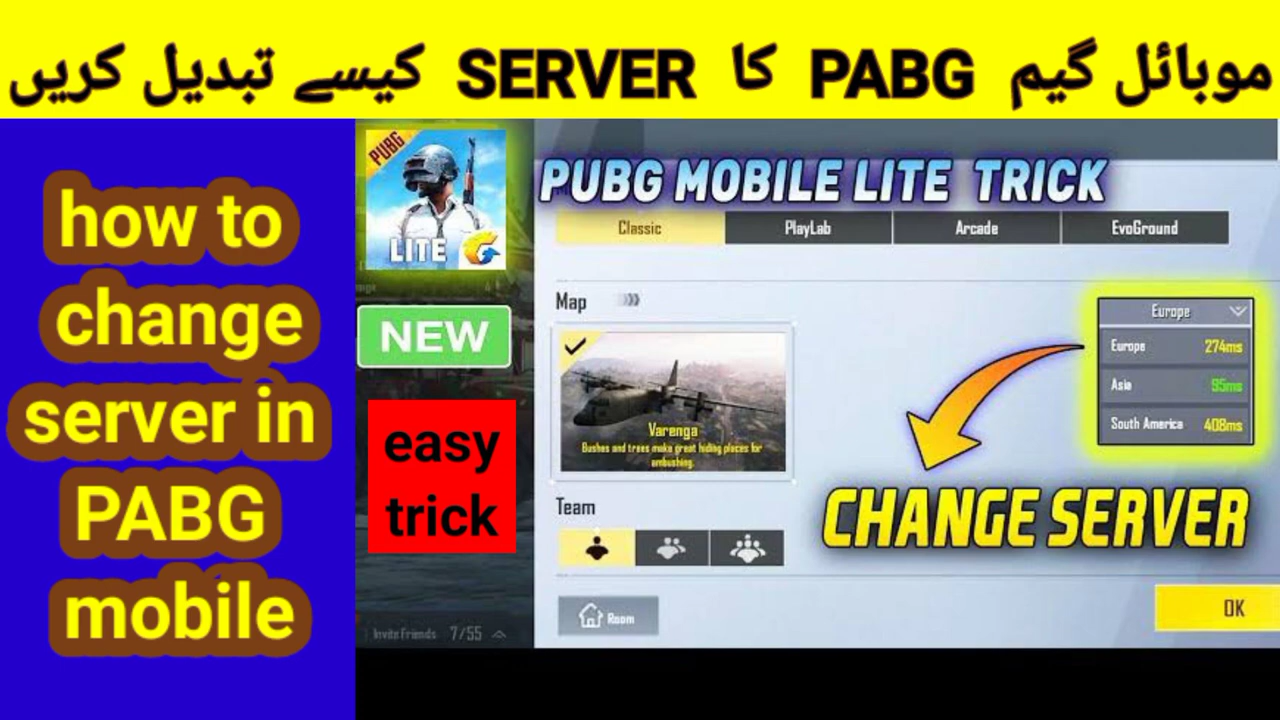 موبائل گیم PABG کا SERVER کیسے تبدیل کریں
how to
change
server in
PABG
mobile
PUBG
LITE
NEW
easy
trick
Invite Friends 7/55
PUBG MOBILE LITE TRICK
Classic PlayLab Arcade EvoGround
Map
Varenga
Bushes and trees make great hiding places for
ambushing.
Team
Room
Europe
Europe 274ms
Asia 95ms
South America 408ms
CHANGE SERVER
OK